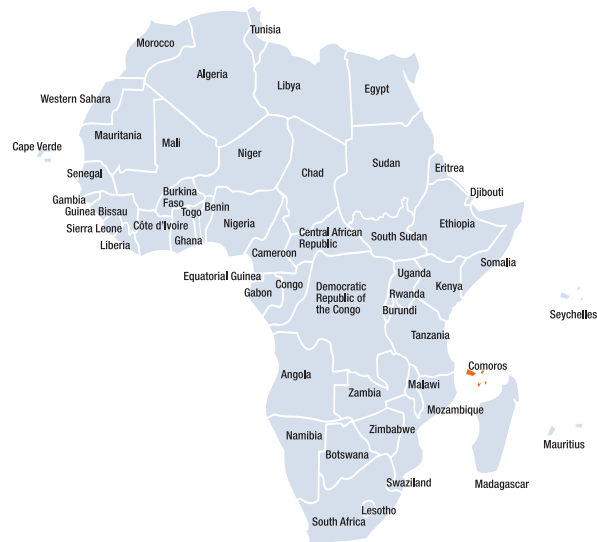 Tunisia
Morocco
Algeria
Libya
Egypt
Western Sahara
Mauritania
Mali
Cape Verde
Niger
Chad
Sudan
Eritrea
Senegal
Djibouti
Gambia
Burkina
Faso
Guinea Bissau
Togo
Benin
Sierra Leone
Côte d'Ivoire
Nigeria
Ethiopia
Liberia
Ghana
Central African
Republic
South Sudan
Cameroon
Somalia
Equatorial Guinea
Gabon
Congo
Democratic
Republic of
the Congo
Uganda
Rwanda
Kenya
Burundi
Seychelles
Tanzania
Comoros
Angola
Malawi
Zambia
Mozambique
Namibia
Zimbabwe
Mauritius
Botswana
Swaziland
Madagascar
Lesotho
South Africa